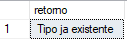 retorno
1 Tipo ja existente